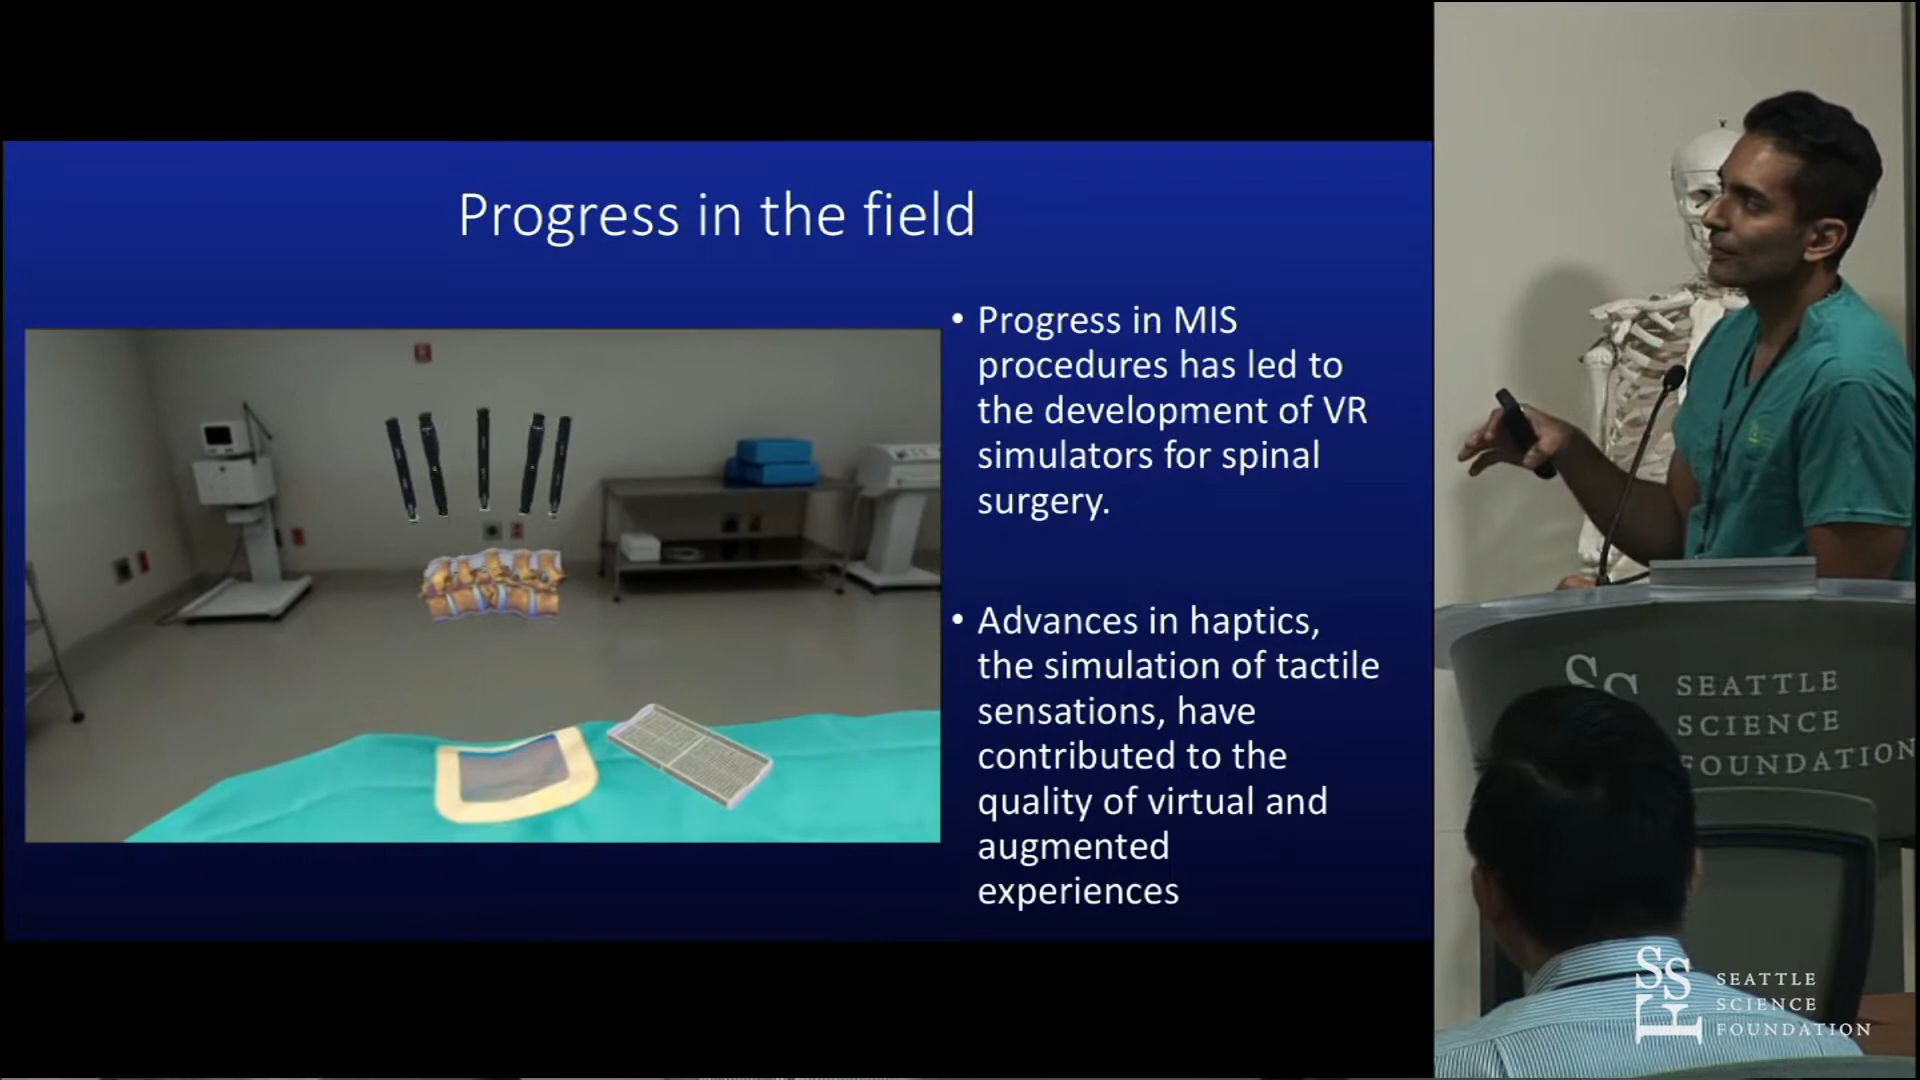 Progress in the field
• Progress in MIS
procedures has led to
the development of VR
simulators for spinal
surgery.
• Advances in haptics,
the simulation of tactile
sensations, have
contributed to the
quality of virtual and
augmented
experiences
SS
SEATTLE
SCIENCE
FOUNDATION
SSF
SEATTLE
SCIENCE
FOUNDATION